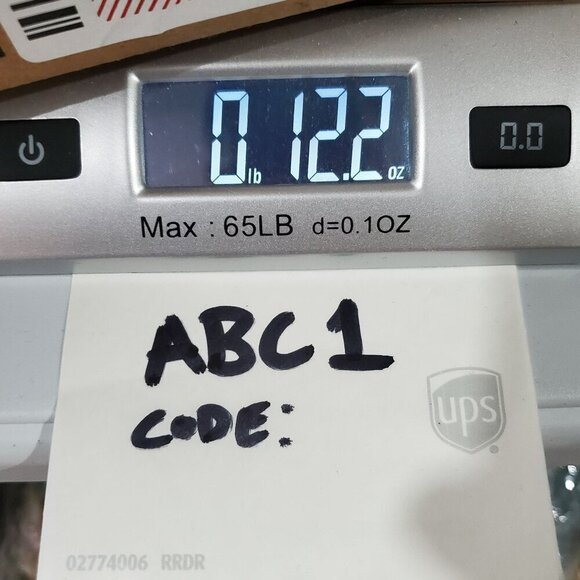 0 lb 12.2 oz
0.0
Max : 65LB d=0.1OZ
ABC1
CODE:
ups
02774006 RRDR